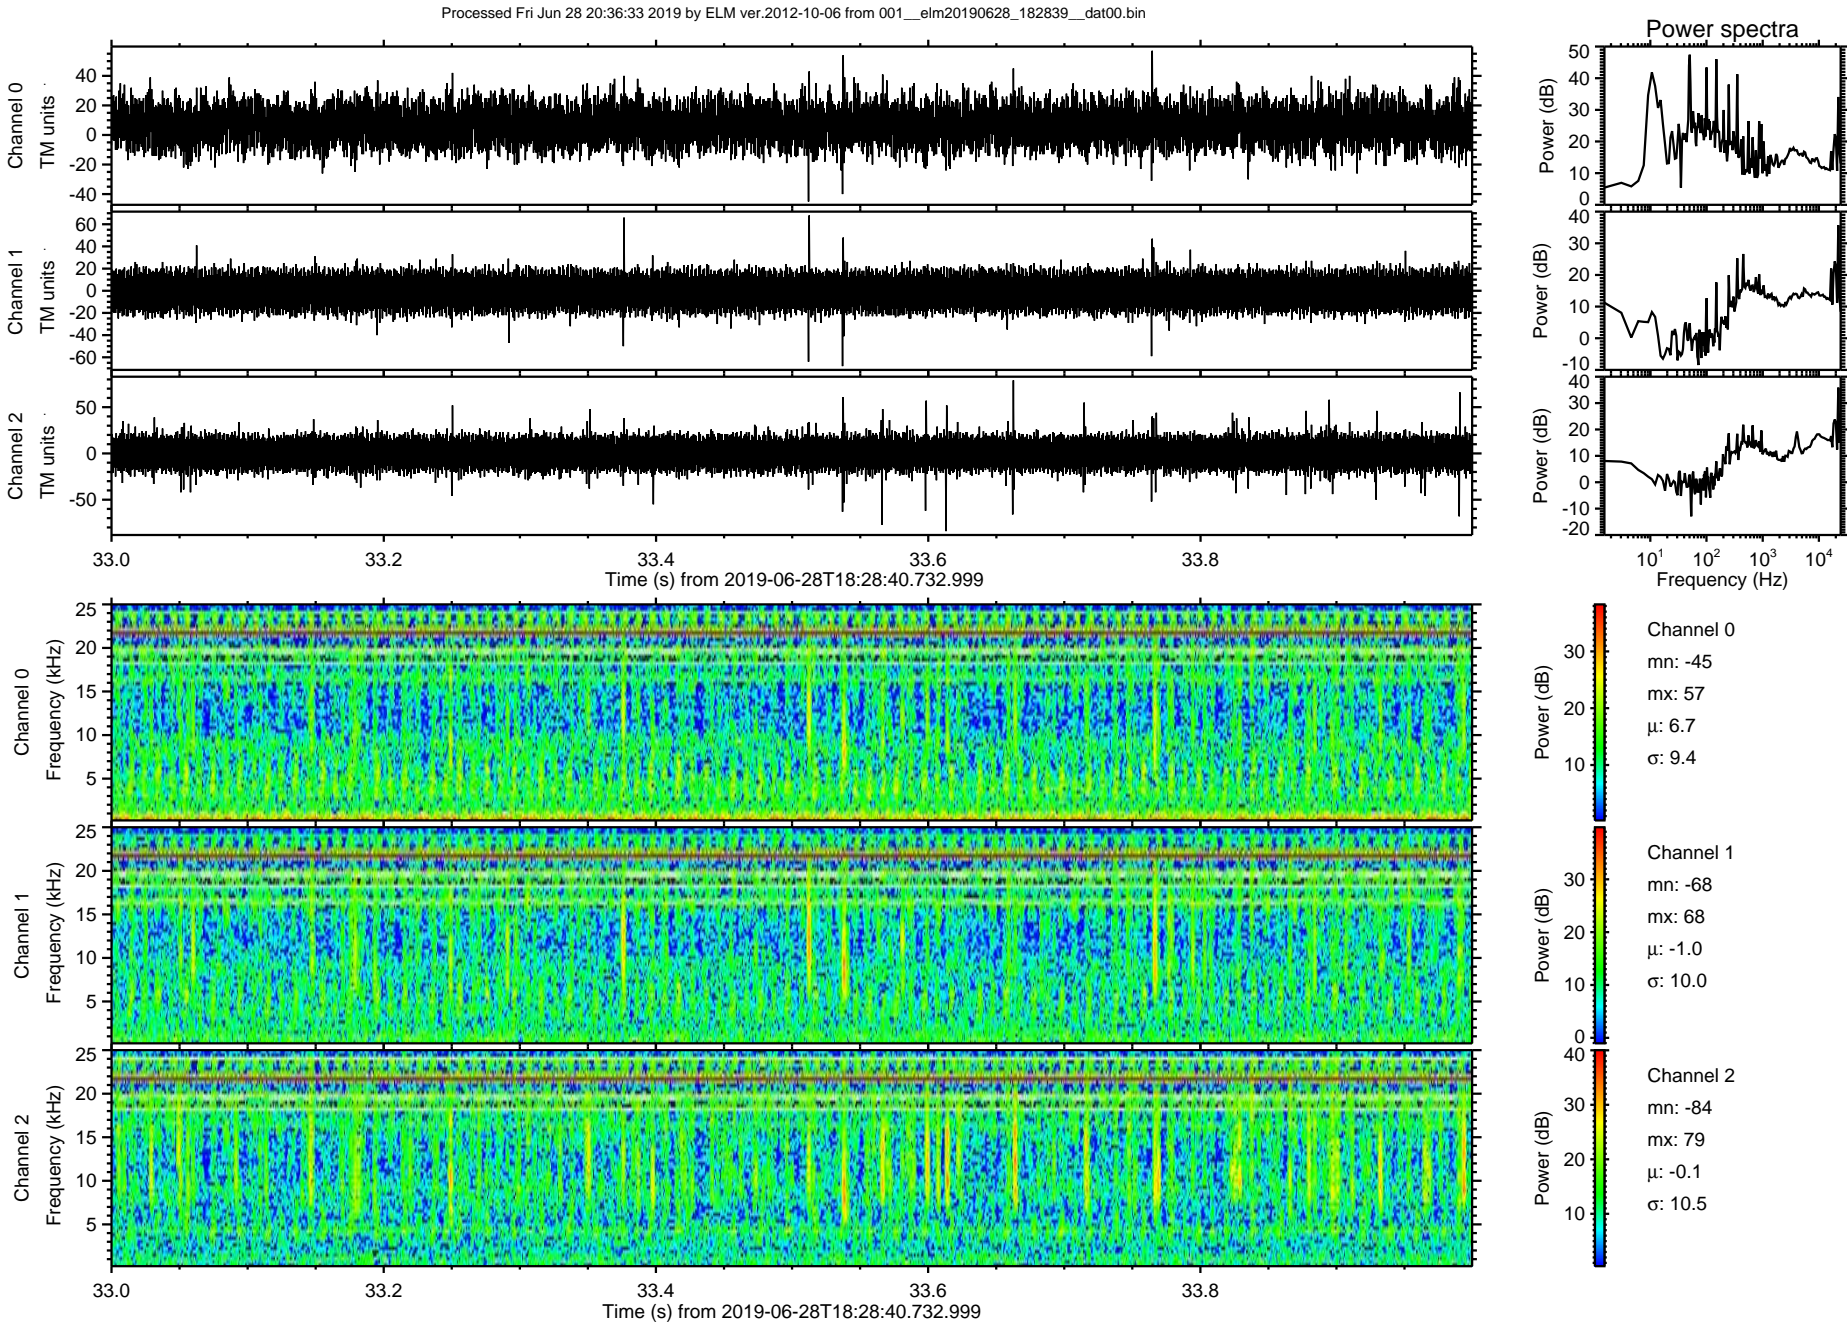 Processed Fri Jun 28 20:36:33 2019 by ELM ver.2012-10-06 from 001__elm20190628_182839__dat00.bin
Power spectra
Channel 0
TM units
40
20
0
-20
-40
Power (dB)
50
40
30
20
10
0
Channel 1
TM units
60
40
20
0
-20
-40
-60
Power (dB)
40
30
20
10
0
-10
Channel 2
TM units
50
0
-50
Power (dB)
40
30
20
10
0
-10
-20
33.0 33.2 33.4 33.6 33.8
Time (s) from 2019-06-28T18:28:40.732.999
10^1 10^2 10^3 10^4
Frequency (Hz)
Channel 0
Frequency (kHz)
25
20
15
10
5
Power (dB)
30
20
10
Channel 0
mn: -45
mx: 57
μ: 6.7
σ: 9.4
Channel 1
Frequency (kHz)
25
20
15
10
5
Power (dB)
30
20
10
0
Channel 1
mn: -68
mx: 68
μ: -1.0
σ: 10.0
Channel 2
Frequency (kHz)
25
20
15
10
5
Power (dB)
40
30
20
10
Channel 2
mn: -84
mx: 79
μ: -0.1
σ: 10.5
33.0 33.2 33.4 33.6 33.8
Time (s) from 2019-06-28T18:28:40.732.999